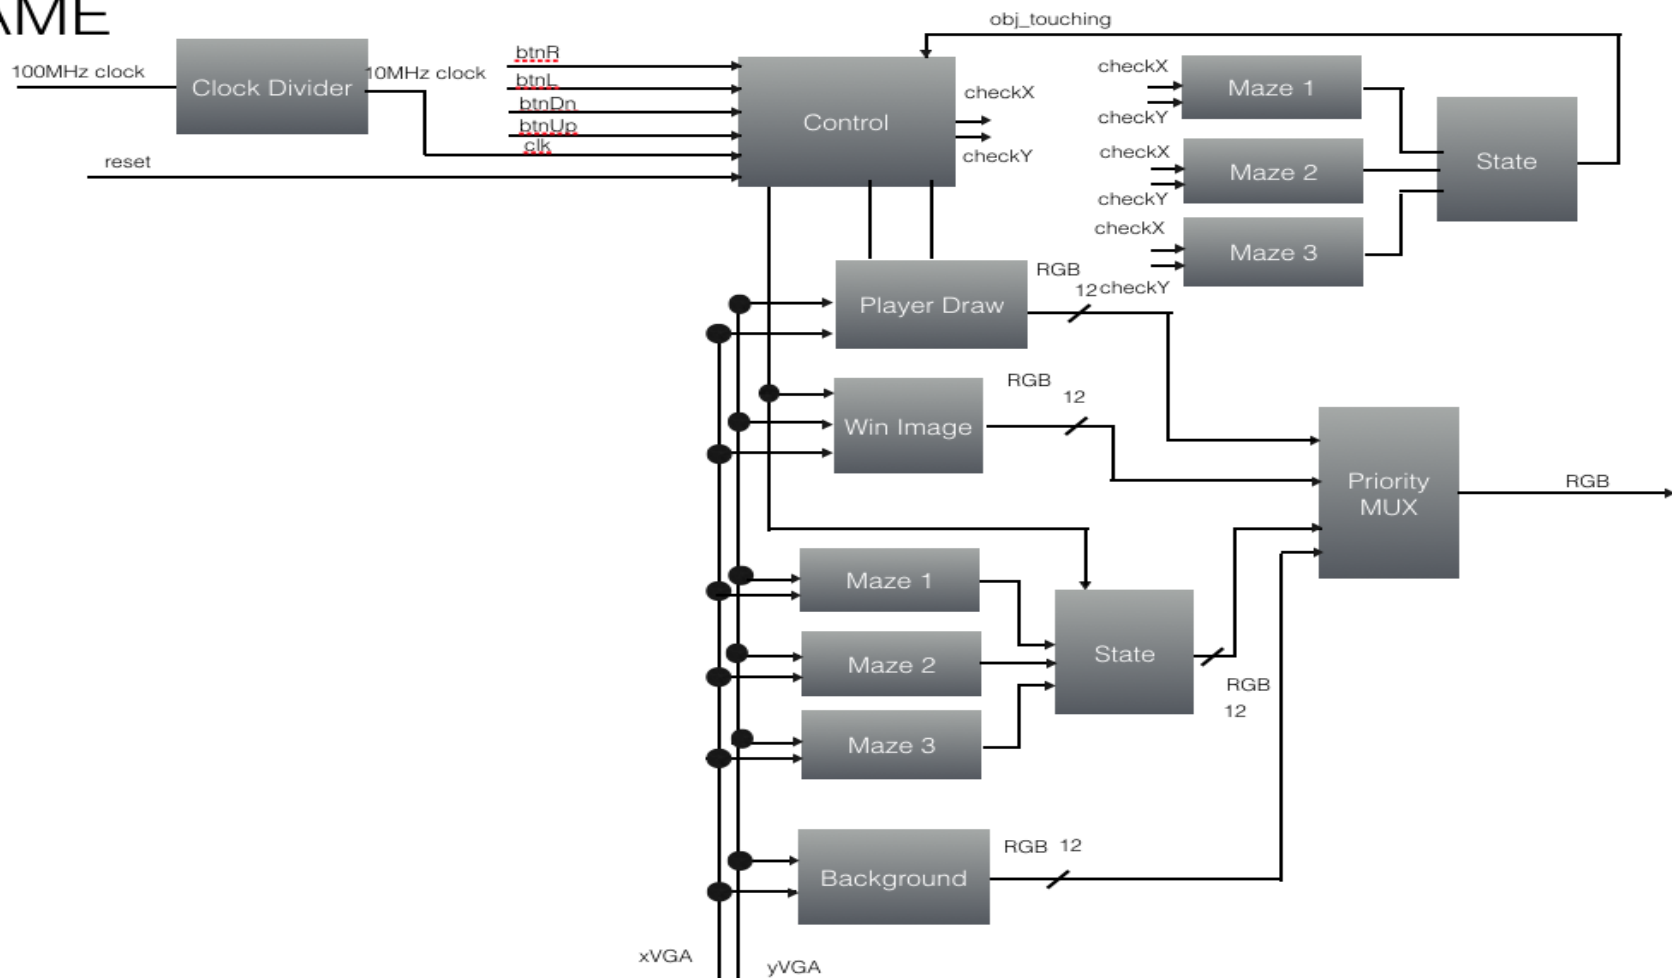 AME
obj_touching
100MHz clock
Clock Divider
10MHz clock
btnR
btnL
btnDn
btnUp
clk
reset
Control
checkX
checkY
checkX
checkY
Maze 1
checkX
checkY
Maze 2
checkX
checkY
Maze 3
State
Player Draw
RGB
12
Win Image
RGB
12
Priority
MUX
RGB
Maze 1
Maze 2
Maze 3
State
RGB
12
Background
RGB 12
xVGA
yVGA